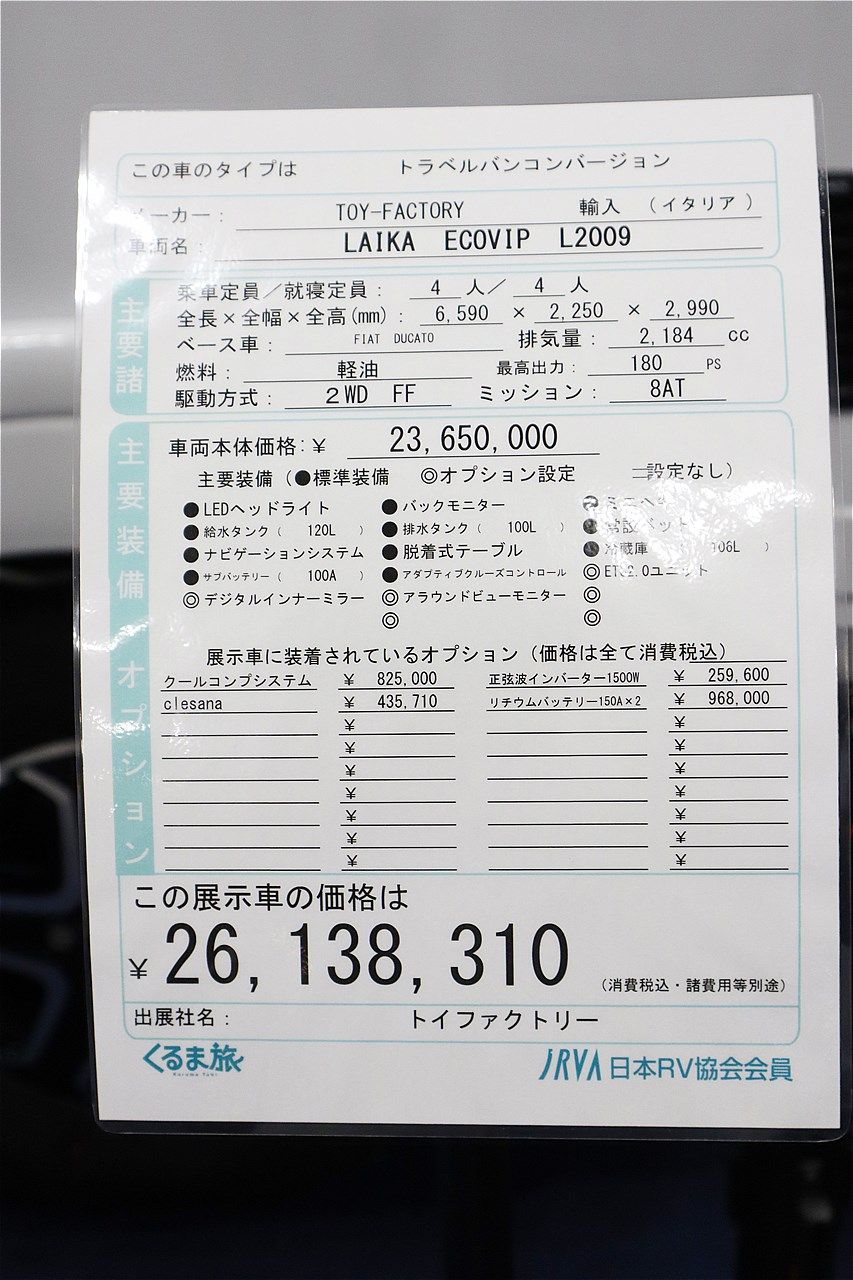 この車のタイプは トラベルバンコンバージョン
メーカー： TOY-FACTORY 輸入 （イタリア）
車両名： LAIKA ECOVIP L2009
主要諸
乗車定員／就寝定員： 4 人／ 4 人
全長×全幅×全高(mm)： 6,590 × 2,250 × 2,990
ベース車： FIAT DUCATO 排気量： 2,184 cc
燃料： 軽油 最高出力： 180 PS
駆動方式： 2WD FF ミッション： 8AT
主要装備・オプション
車両本体価格：￥ 23,650,000
主要装備（●標準装備 ◎オプション設定 ＝設定なし）
●LEDヘッドライト ●バックモニター
●給水タンク（ 120L ） ●排水タンク（ 100L ） ●常設ベット
●ナビゲーションシステム ●脱着式テーブル ●冷蔵庫（ 106L ）
●サブバッテリー（ 100A ） ●アダプティブクルーズコントロール ◎ETC2.0ユニット
◎デジタルインナーミラー ◎アラウンドビューモニター ◎
◎ ◎
展示車に装着されているオプション（価格は全て消費税込）
クールコンプシステム ￥ 825,000 正弦波インバーター1500W ￥ 259,600
clesana ￥ 435,710 リチウムバッテリー150A×2 ￥ 968,000
￥ ￥
￥ ￥
￥ ￥
￥ ￥
￥ ￥
￥ ￥
￥ ￥
この展示車の価格は
￥26,138,310 （消費税込・諸費用等別途）
出展社名： トイファクトリー
くるま旅 JRVA 日本RV協会会員
Kuruma Tabi